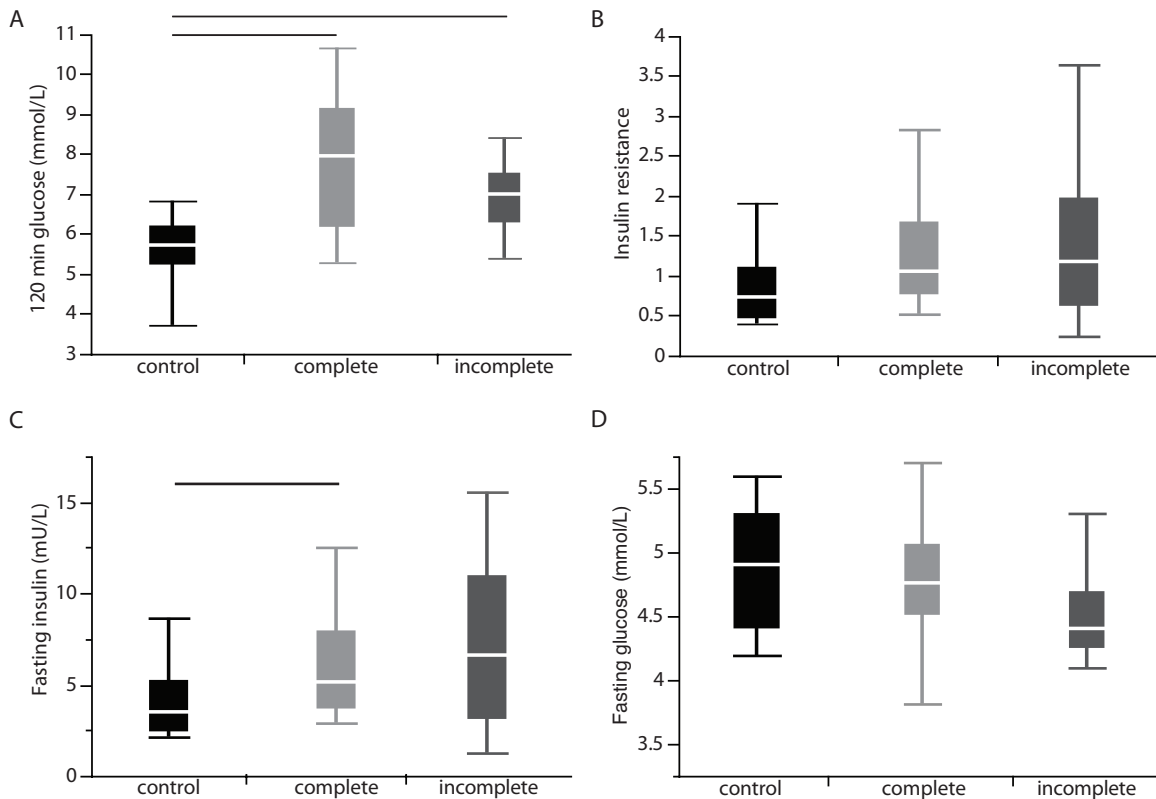 A
120 min glucose (mmol/L)
11
10
9
8
7
6
5
4
3
control complete incomplete
B
Insulin resistance
4
3.5
3
2.5
2
1.5
1
0.5
0
control complete incomplete
C
Fasting insulin (mU/L)
15
10
5
0
control complete incomplete
D
Fasting glucose (mmol/L)
5.5
5
4.5
4
3.5
control complete incomplete